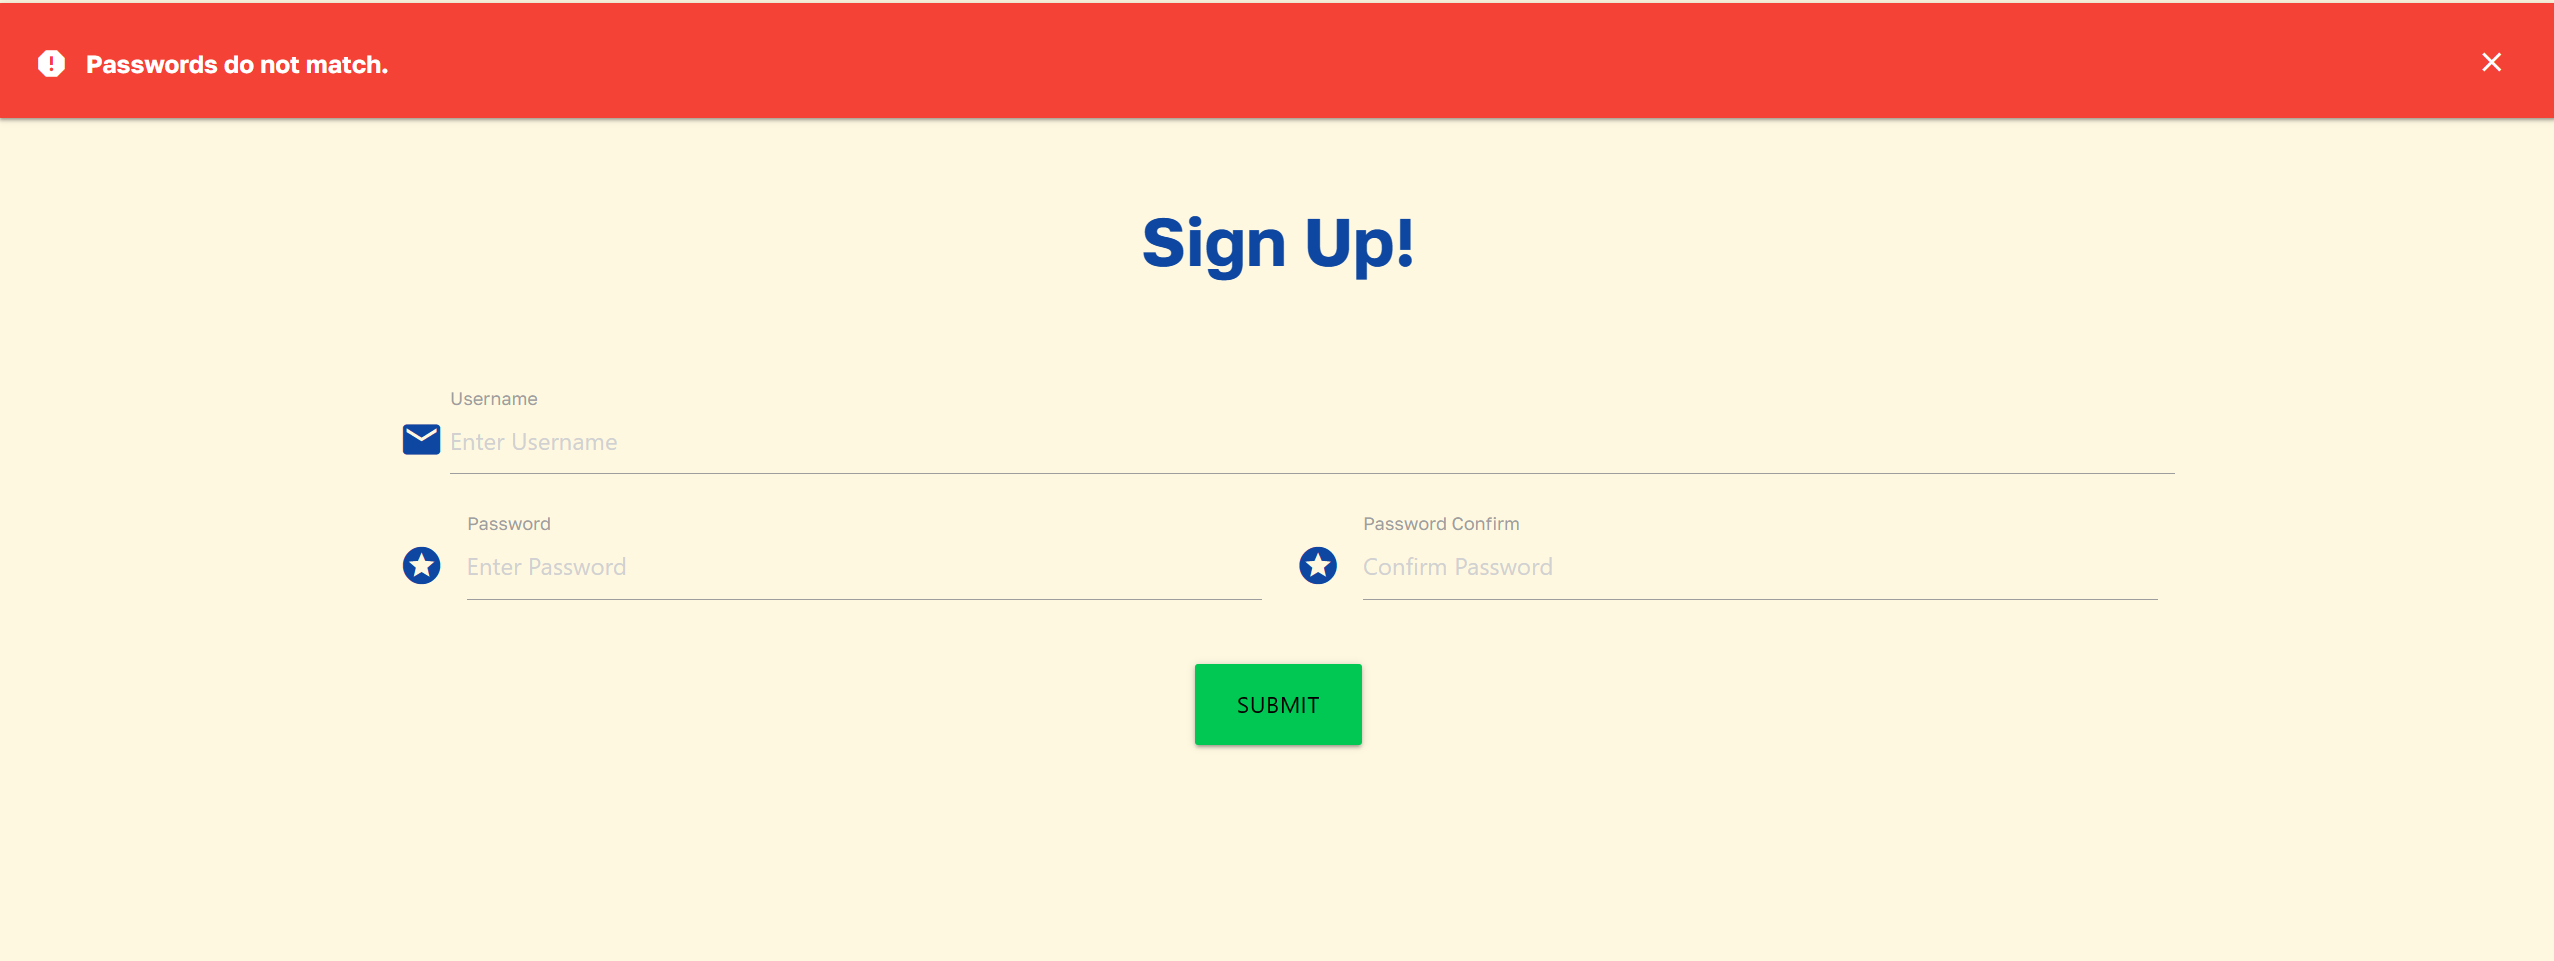 Passwords do not match.
Sign Up!
Username
Enter Username
Password
Enter Password
Password Confirm
Confirm Password
SUBMIT